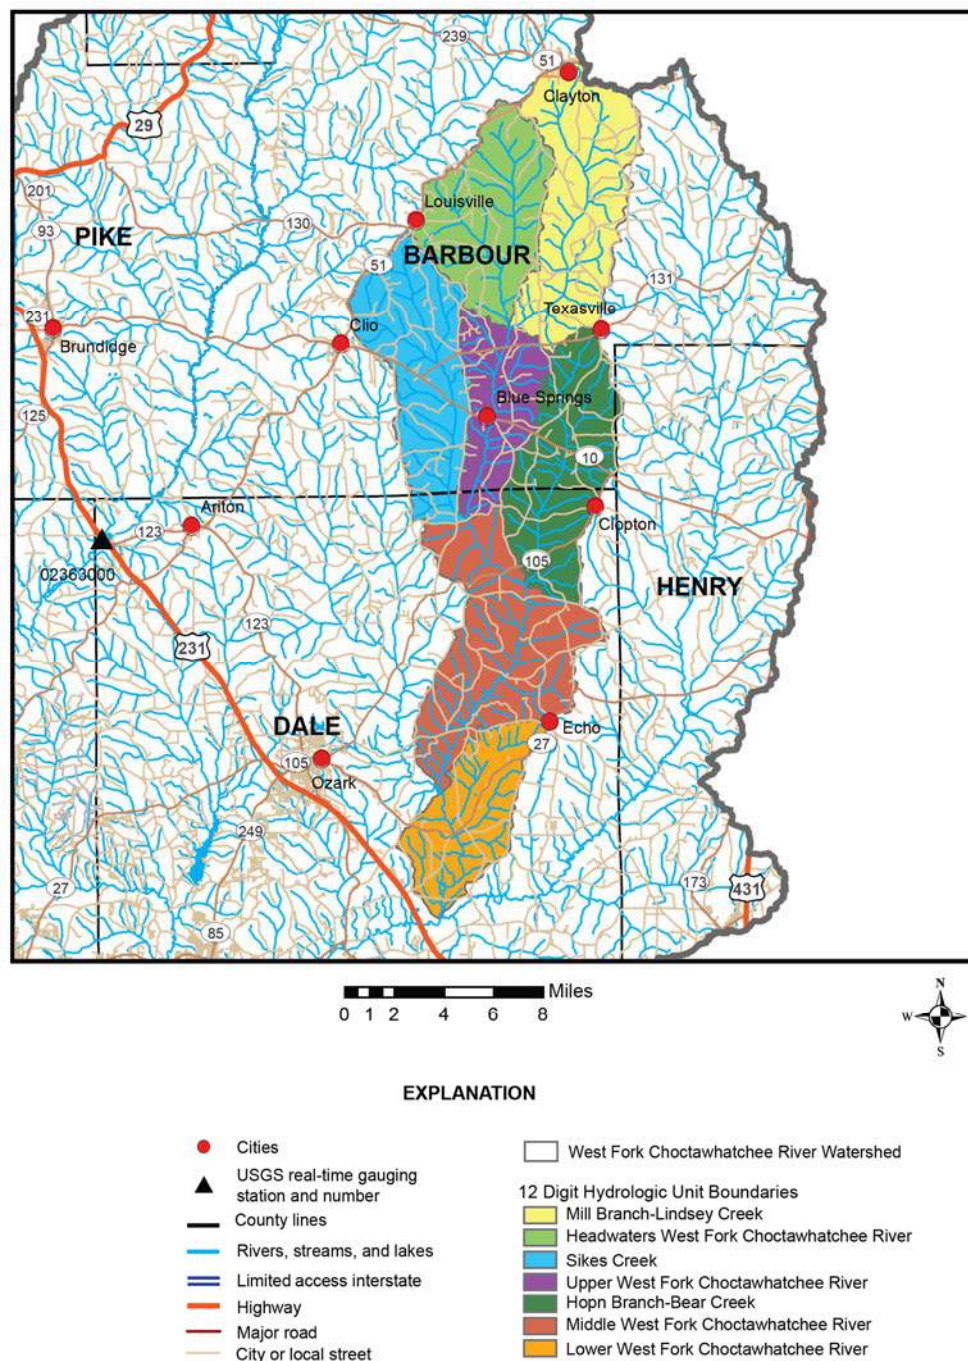 239
51
Clayton
29
201
93
PIKE
130
Louisville
BARBOUR
51
131
Texasville
231
Brundidge
Clio
125
Blue Springs
10
Ariton
123
02363000
Clopton
105
HENRY
123
231
DALE
Echo
27
105
Ozark
249
27
173
431
85
Miles
0 1 2 4 6 8
N
W
S
EXPLANATION
Cities
USGS real-time gauging
station and number
County lines
Rivers, streams, and lakes
Limited access interstate
Highway
Major road
City or local street
West Fork Choctawhatchee River Watershed
12 Digit Hydrologic Unit Boundaries
Mill Branch-Lindsey Creek
Headwaters West Fork Choctawhatchee River
Sikes Creek
Upper West Fork Choctawhatchee River
Hopn Branch-Bear Creek
Middle West Fork Choctawhatchee River
Lower West Fork Choctawhatchee River